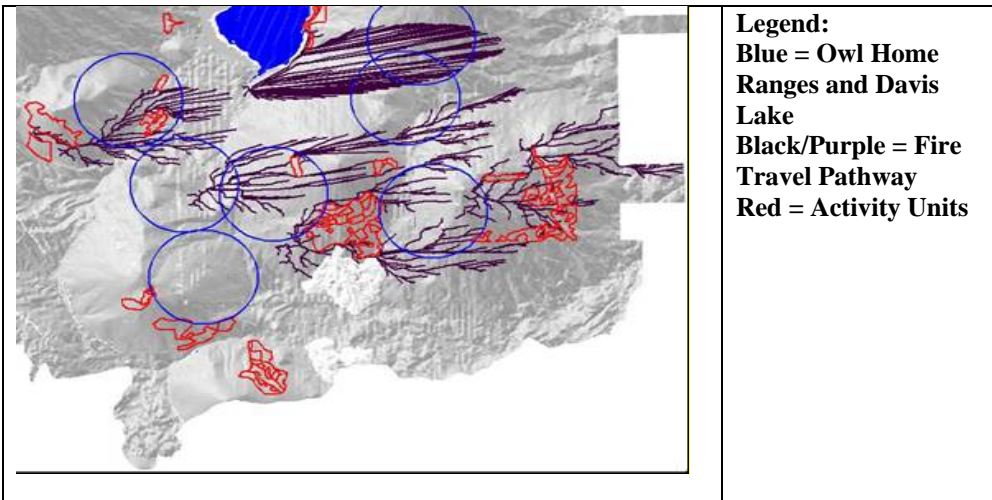 Legend:
Blue = Owl Home
Ranges and Davis
Lake
Black/Purple = Fire
Travel Pathway
Red = Activity Units